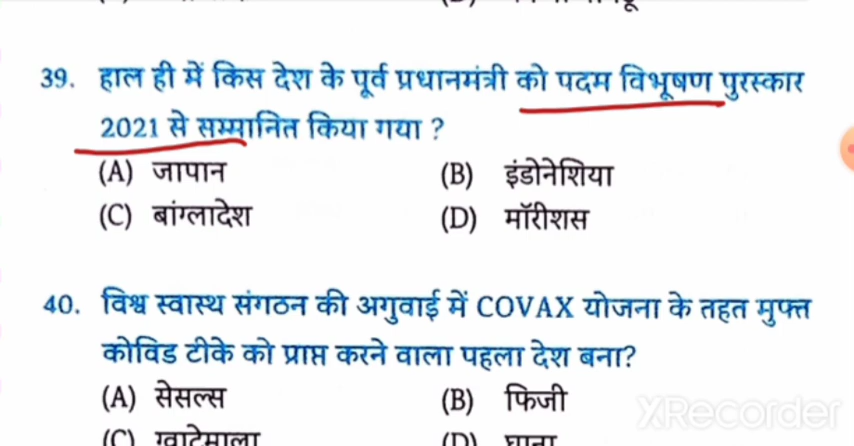 39. हाल ही में किस देश के पूर्व प्रधानमंत्री को पदम विभूषण पुरस्कार
2021 से सम्मानित किया गया ?
(A) जापान (B) इंडोनेशिया
(C) बांग्लादेश (D) मॉरीशस
40. विश्व स्वास्थ संगठन की अगुवाई में COVAX योजना के तहत मुफ्त
कोविड टीके को प्राप्त करने वाला पहला देश बना?
(A) सेसल्स (B) फिजी
(C) ग्वाटेमाला (D) घाना
XRecorder